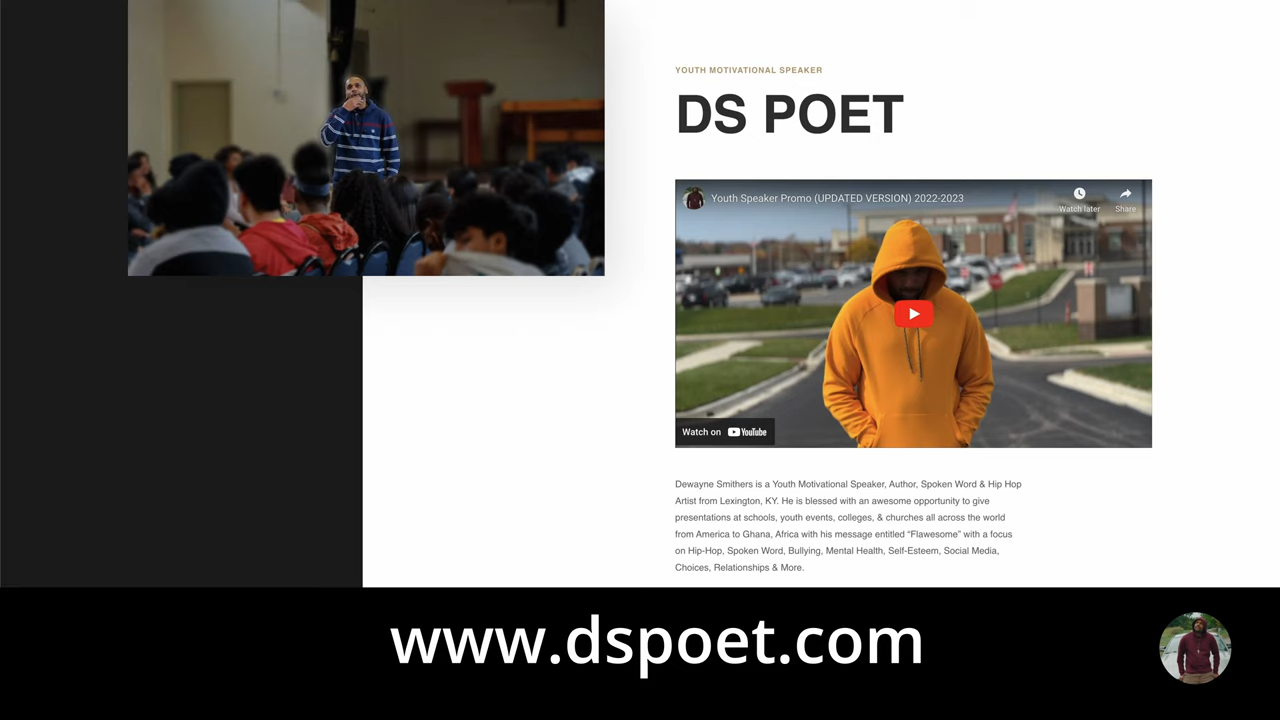 YOUTH MOTIVATIONAL SPEAKER
DS POET
Youth Speaker Promo (UPDATED VERSION) 2022-2023
Watch later
Share
Watch on YouTube
Dewayne Smithers is a Youth Motivational Speaker, Author, Spoken Word & Hip Hop
Artist from Lexington, KY. He is blessed with an awesome opportunity to give
presentations at schools, youth events, colleges, & churches all across the world
from America to Ghana, Africa with his message entitled “Flawesome” with a focus
on Hip-Hop, Spoken Word, Bullying, Mental Health, Self-Esteem, Social Media,
Choices, Relationships & More.
www.dspoet.com